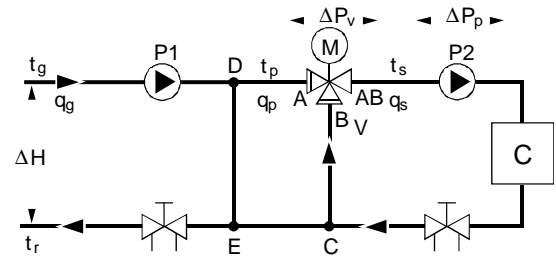 ΔPv ΔPp
M
P1 P2
tg D tp ts
qg qp A AB qs
B V
ΔH C
tr E C